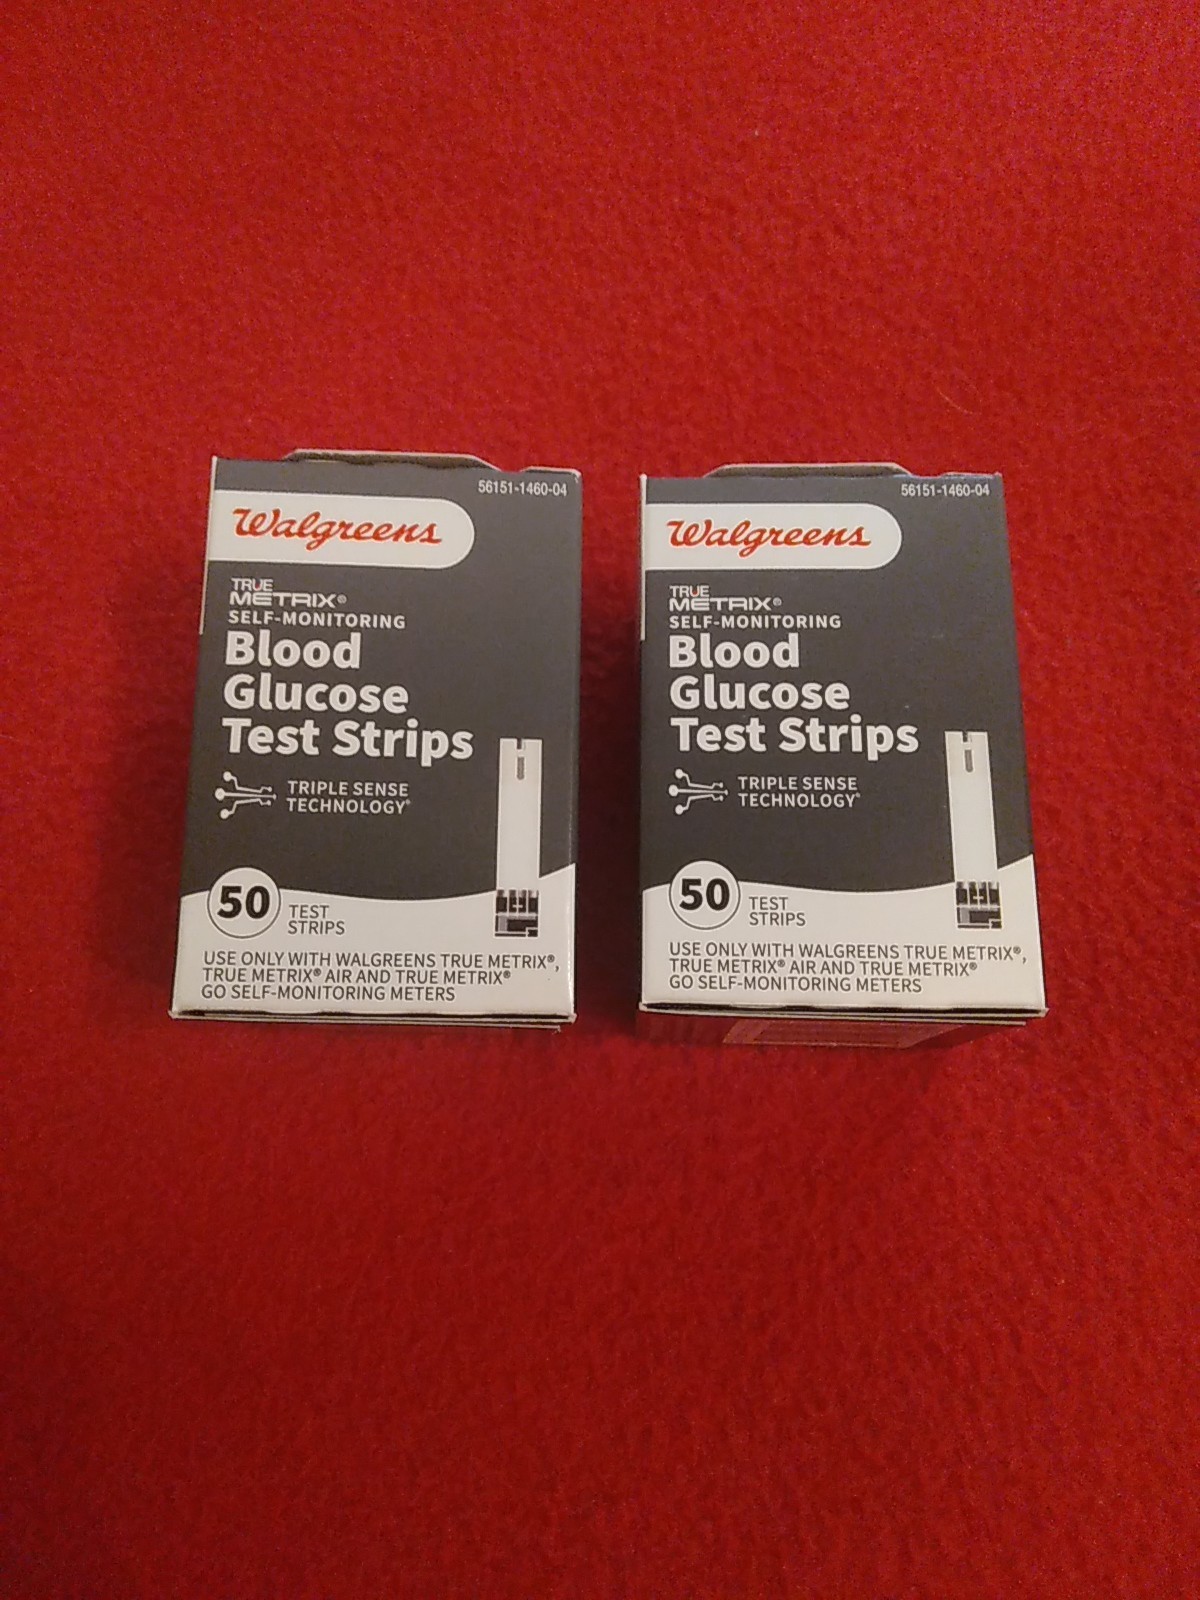 56151-1460-04
Walgreens
TRUE
METRIX®
SELF-MONITORING
Blood
Glucose
Test Strips
TRIPLE SENSE
TECHNOLOGY®
50
TEST
STRIPS
USE ONLY WITH WALGREENS TRUE METRIX®,
TRUE METRIX® AIR AND TRUE METRIX®
GO SELF-MONITORING METERS
56151-1460-04
Walgreens
TRUE
METRIX®
SELF-MONITORING
Blood
Glucose
Test Strips
TRIPLE SENSE
TECHNOLOGY®
50
TEST
STRIPS
USE ONLY WITH WALGREENS TRUE METRIX®,
TRUE METRIX® AIR AND TRUE METRIX®
GO SELF-MONITORING METERS